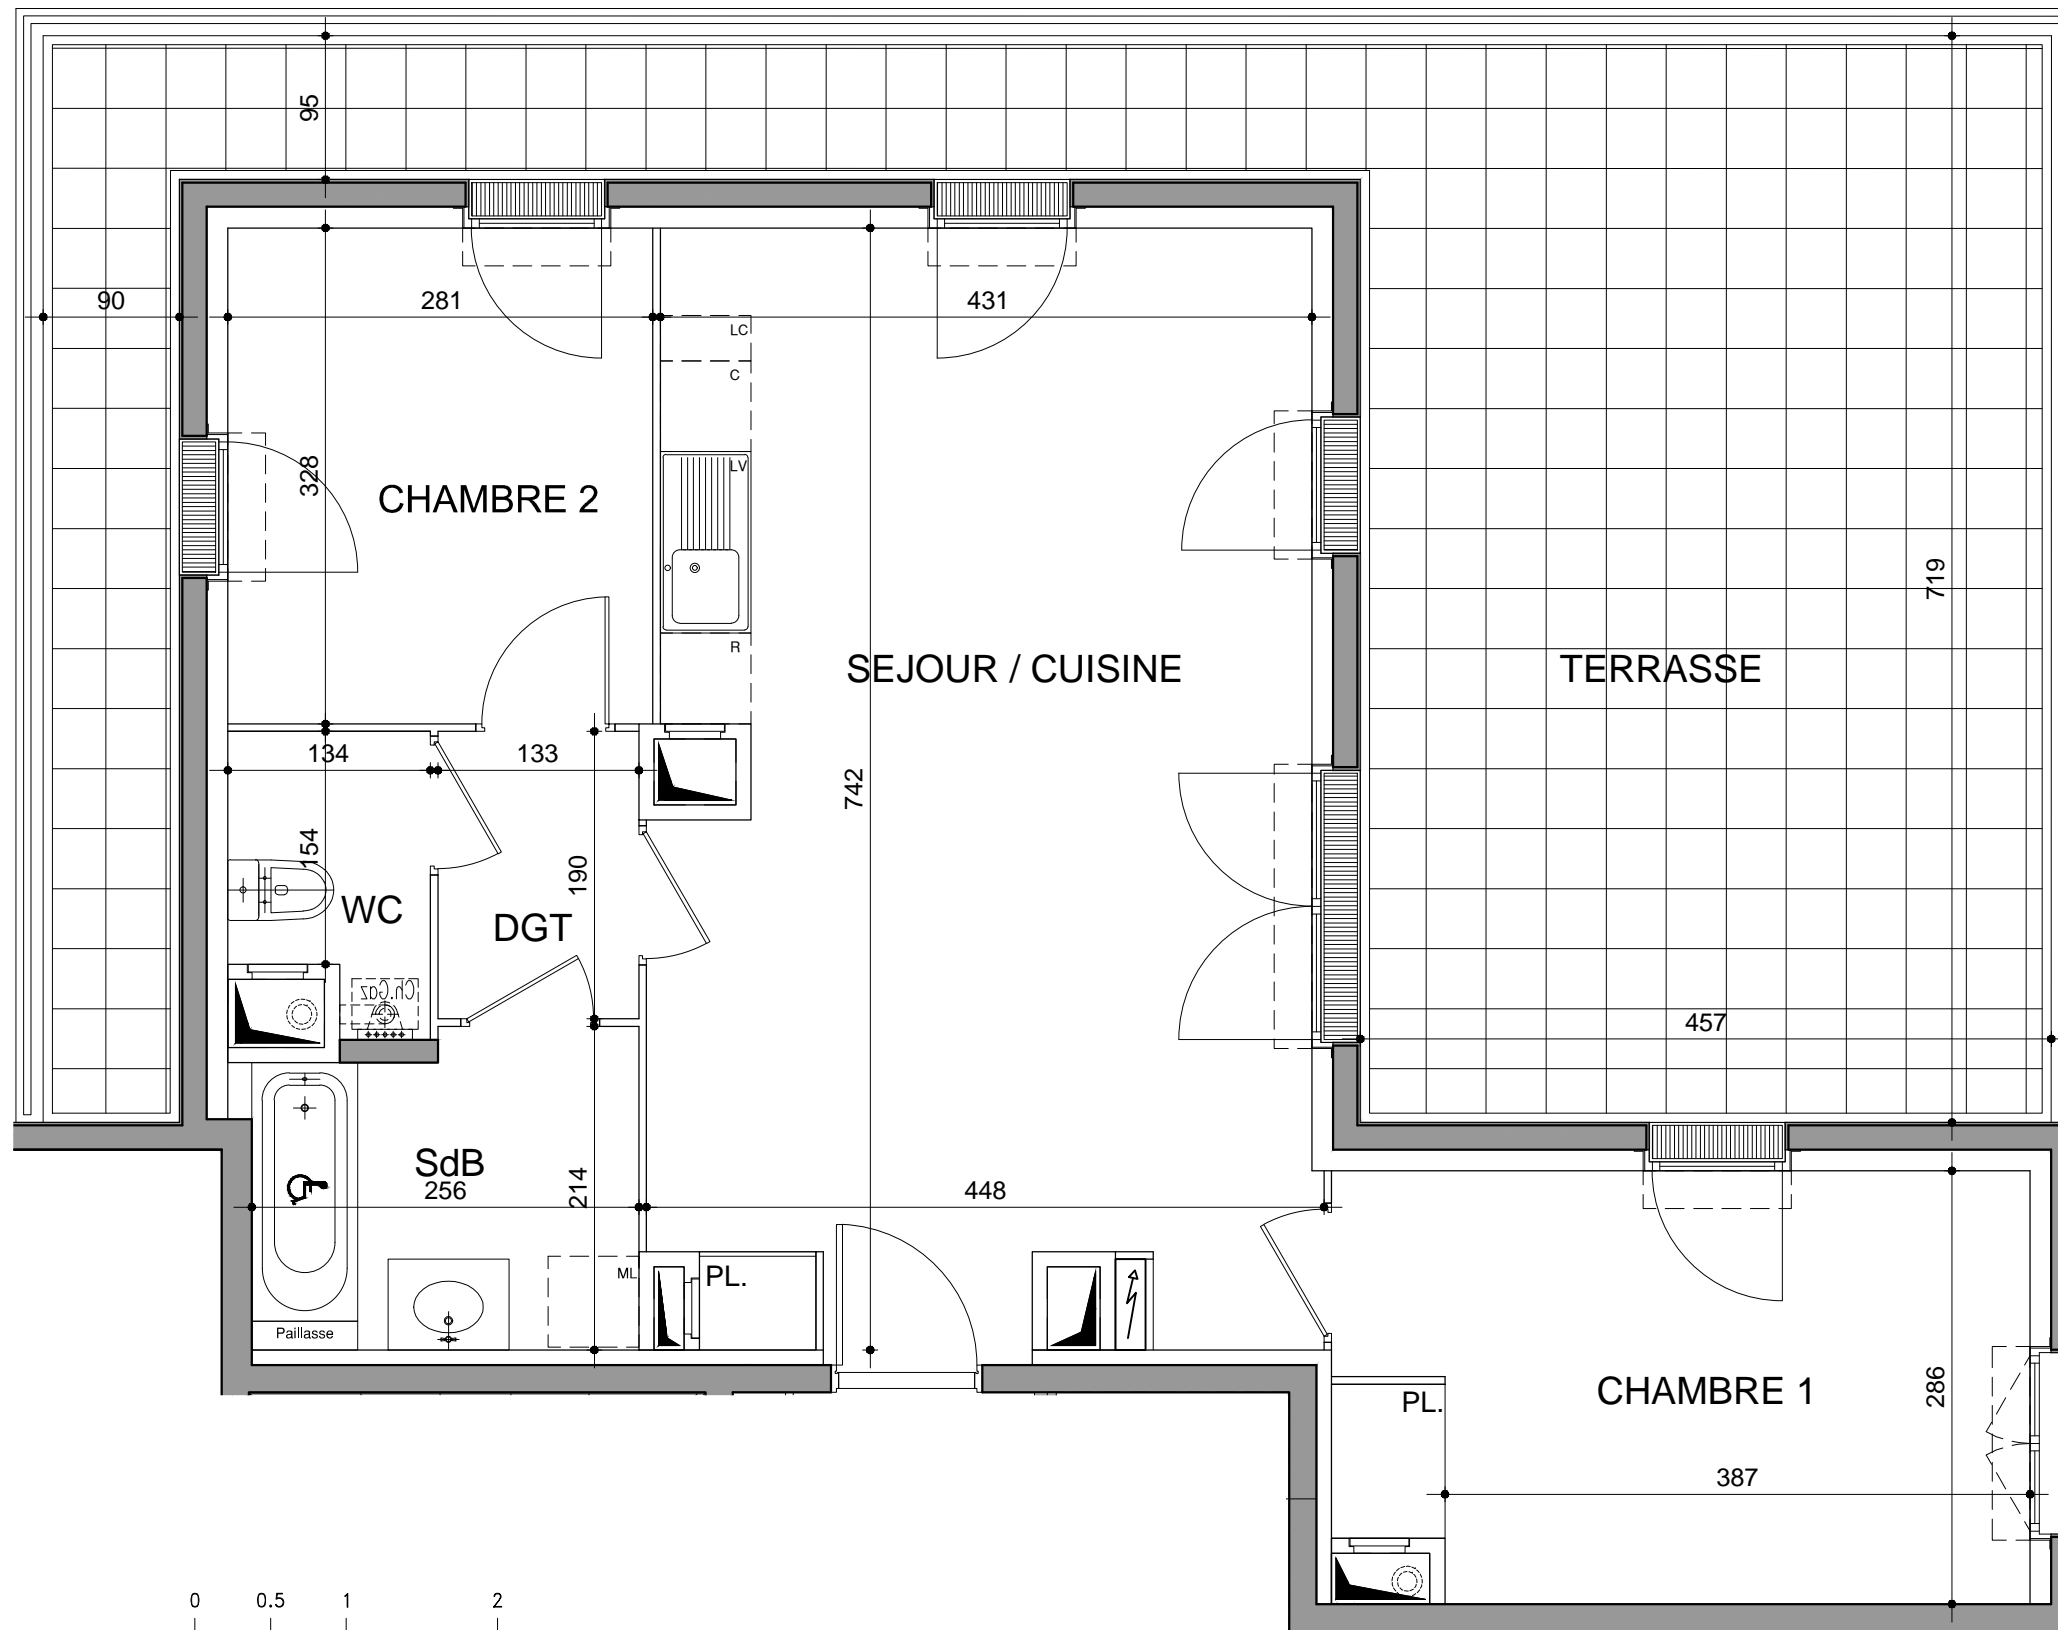 95
90
281
431
LC
C
328
CHAMBRE 2
LV
719
R
SEJOUR / CUISINE
TERRASSE
134
133
742
154
190
WC
DGT
Ch.Gaz
457
SdB
256
214
448
ML
PL.
Paillasse
CHAMBRE 1
286
PL.
387
0 0.5 1 2